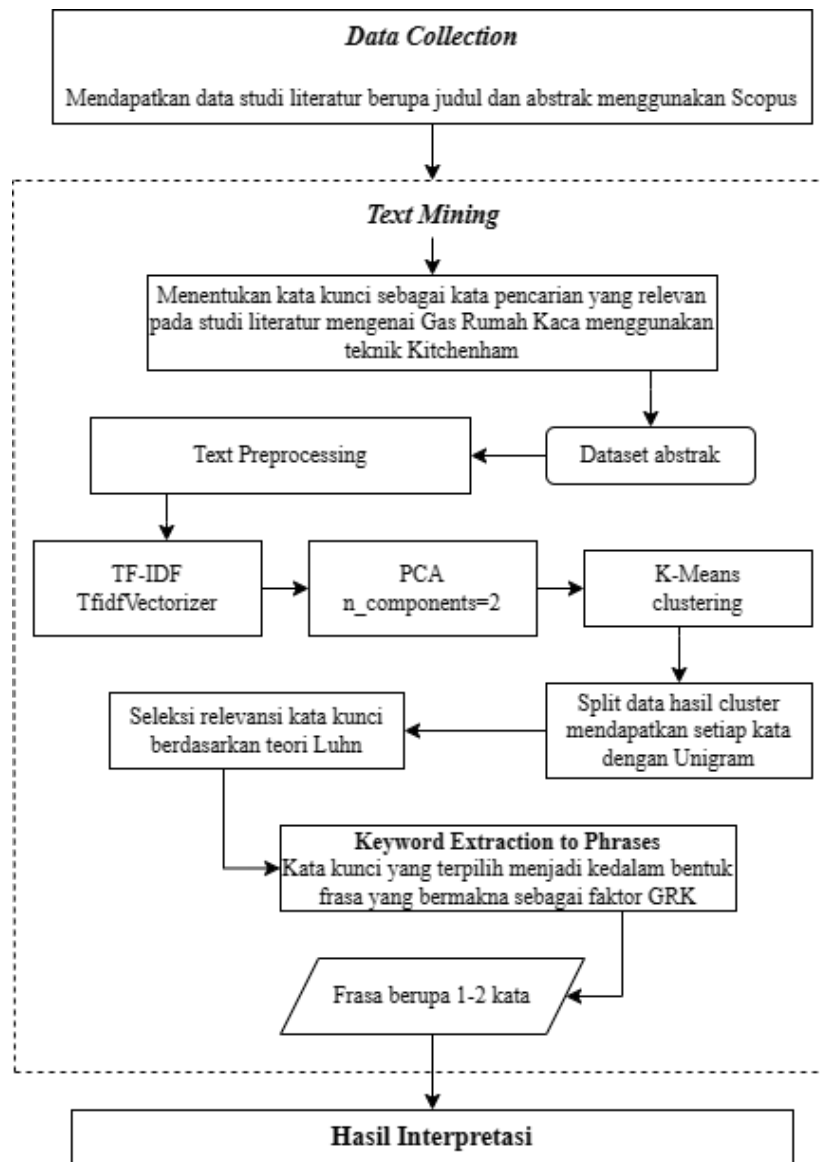 Data Collection
Mendapatkan data studi literatur berupa judul dan abstrak menggunakan Scopus
Text Mining
Menentukan kata kunci sebagai kata pencarian yang relevan
pada studi literatur mengenai Gas Rumah Kaca menggunakan
teknik Kitchenham
Text Preprocessing
Dataset abstrak
TF-IDF
TfidfVectorizer
PCA
n_components=2
K-Means
clustering
Seleksi relevansi kata kunci
berdasarkan teori Luhn
Split data hasil cluster
mendapatkan setiap kata
dengan Unigram
Keyword Extraction to Phrases
Kata kunci yang terpilih menjadi kedalam bentuk
frasa yang bermakna sebagai faktor GRK
Frasa berupa 1-2 kata
Hasil Interpretasi